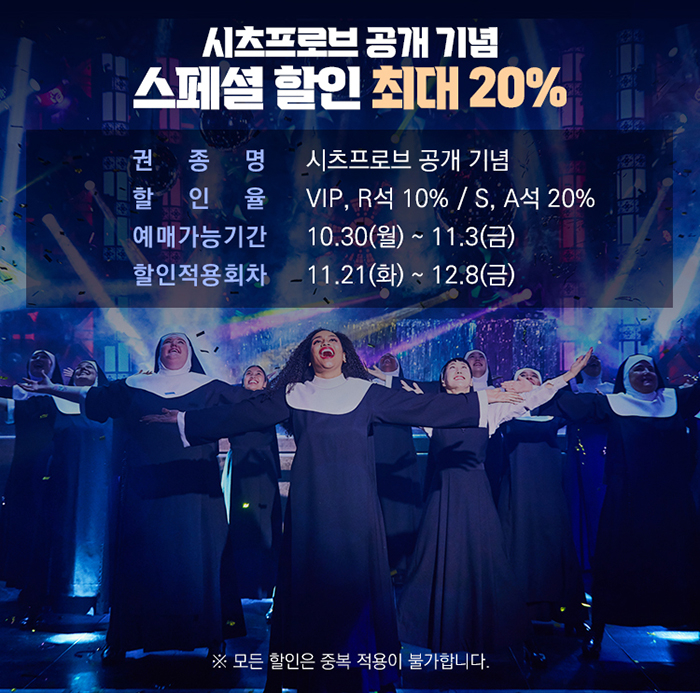 시츠프로브 공개 기념
스페셜 할인 최대 20%
권 종 명 시츠프로브 공개 기념
할 인 율 VIP, R석 10% / S, A석 20%
예매가능기간 10.30(월) ~ 11.3(금)
할인적용회차 11.21(화) ~ 12.8(금)
※ 모든 할인은 중복 적용이 불가합니다.